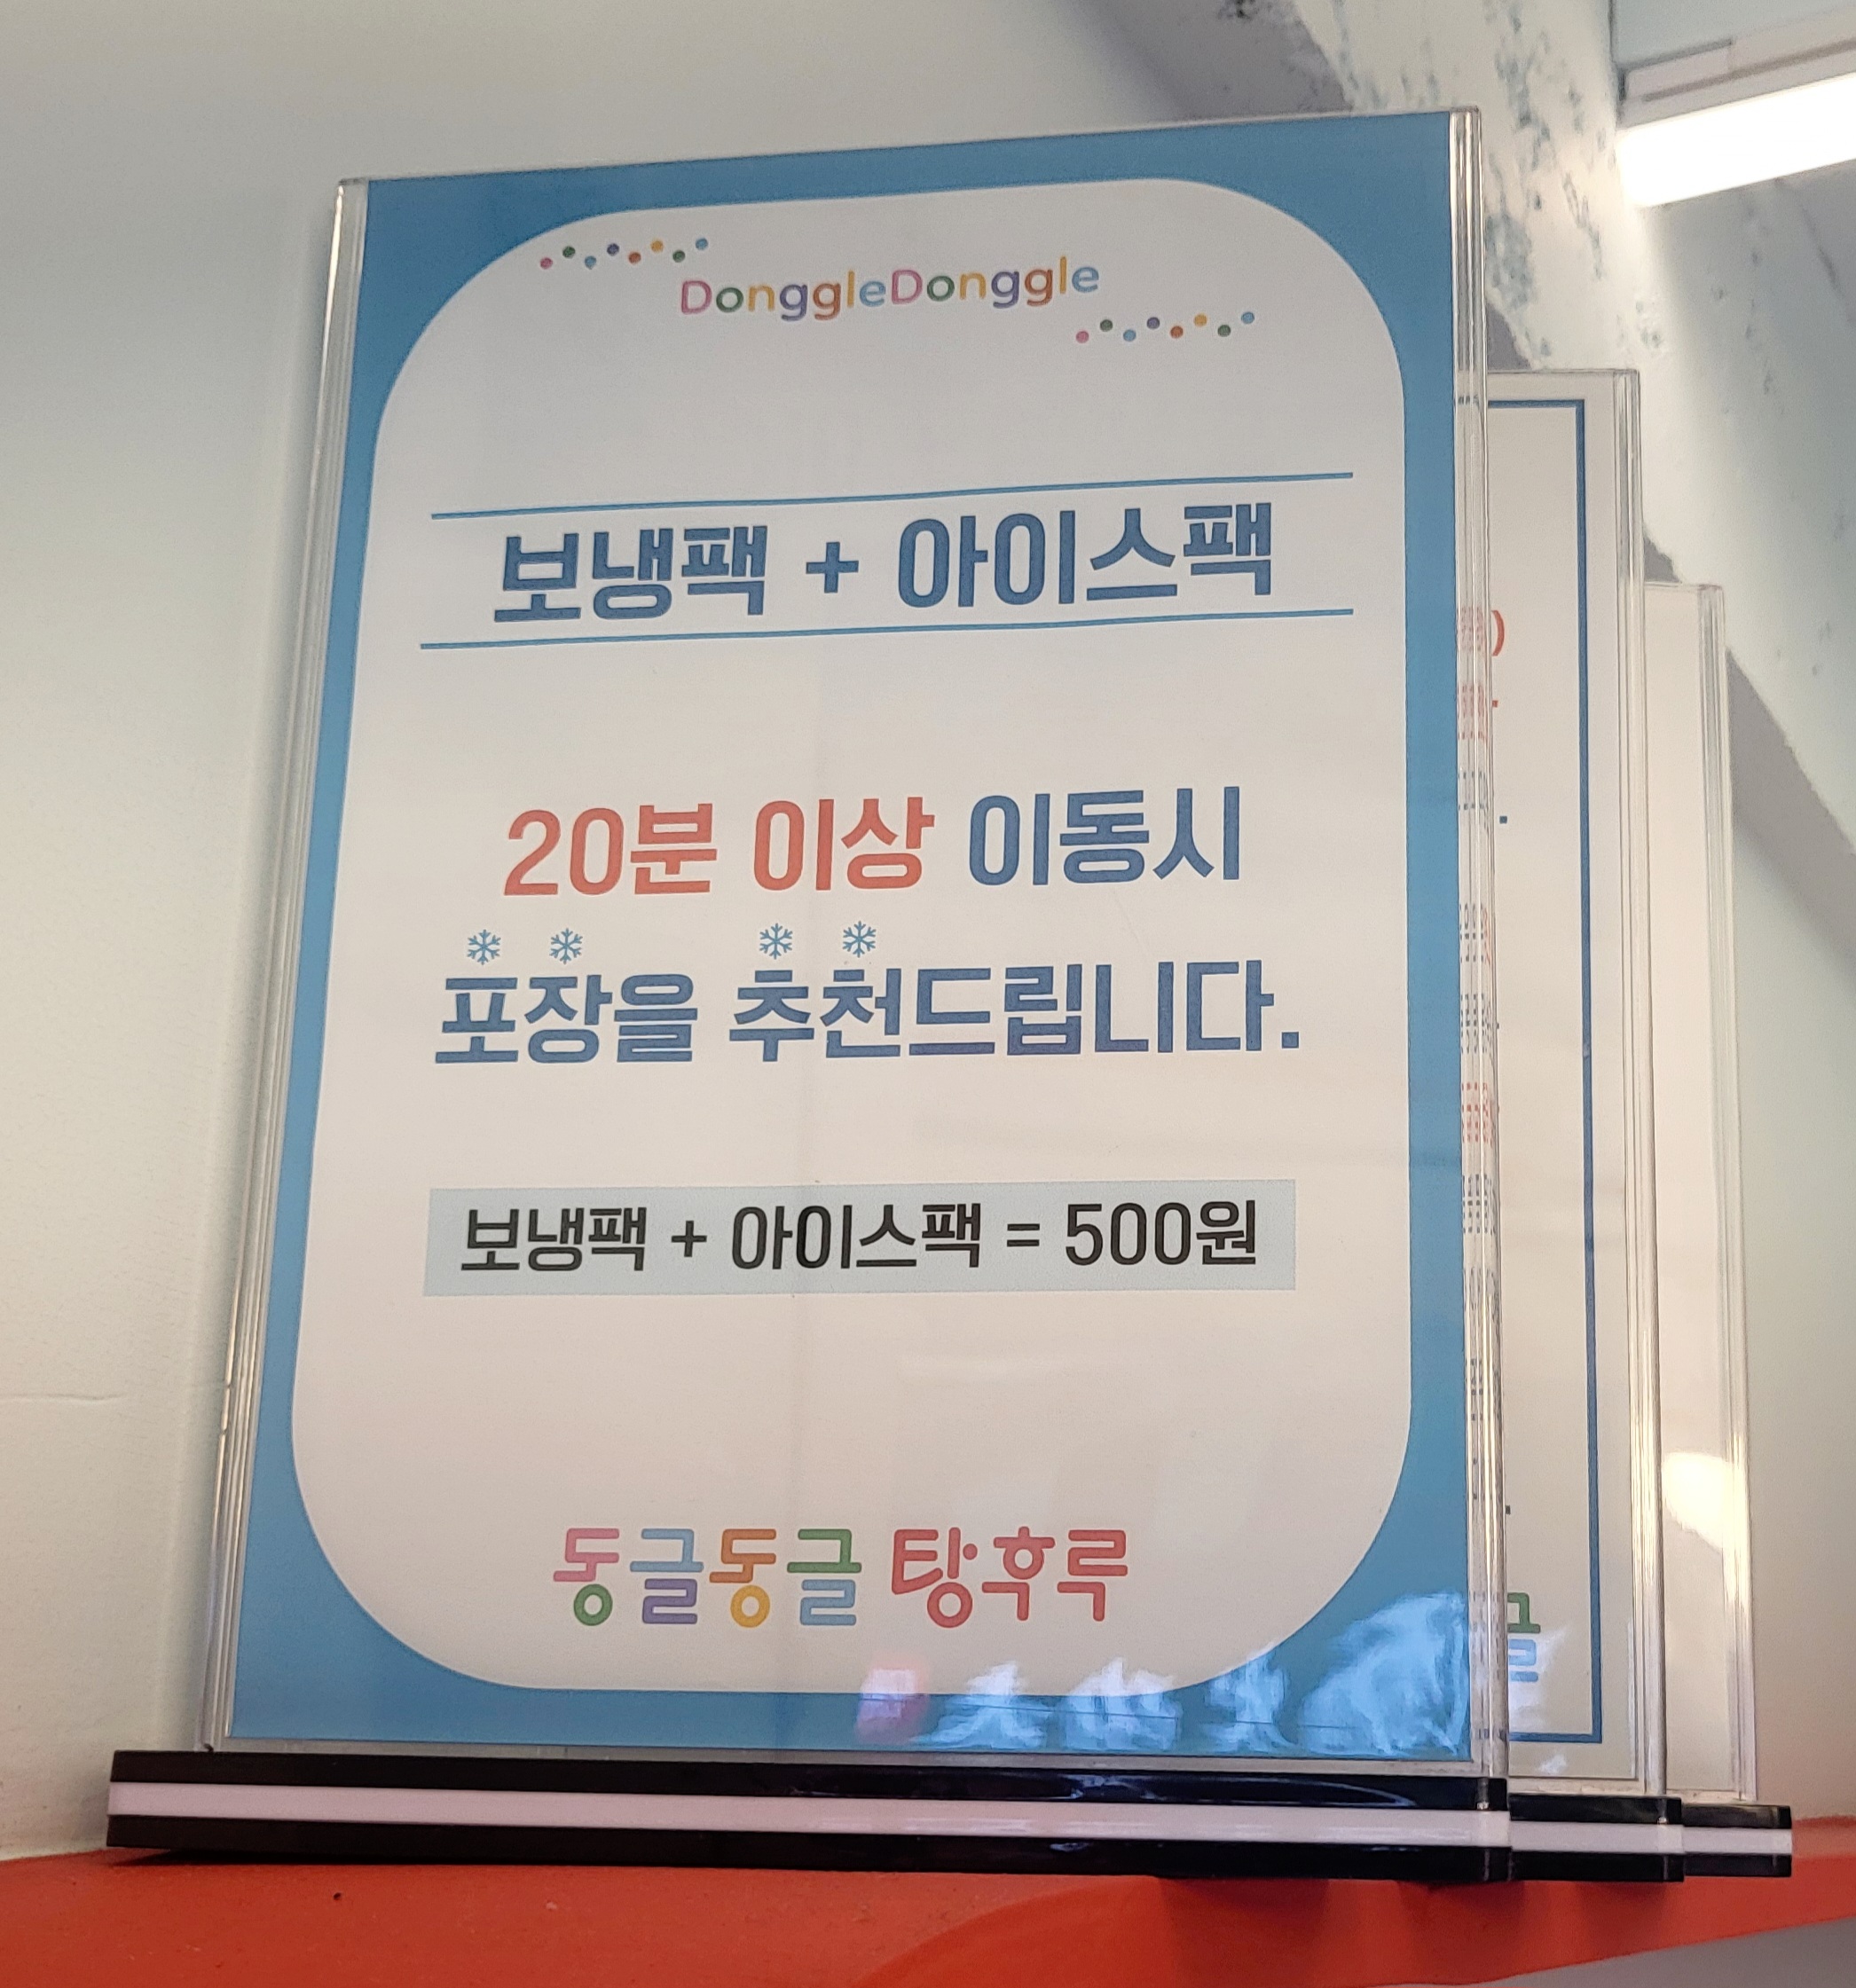 DonggleDonggle
보냉팩 + 아이스팩
20분 이상 이동시
포장을 추천드립니다.
보냉팩 + 아이스팩 = 500원
동글동글 탕후루
글